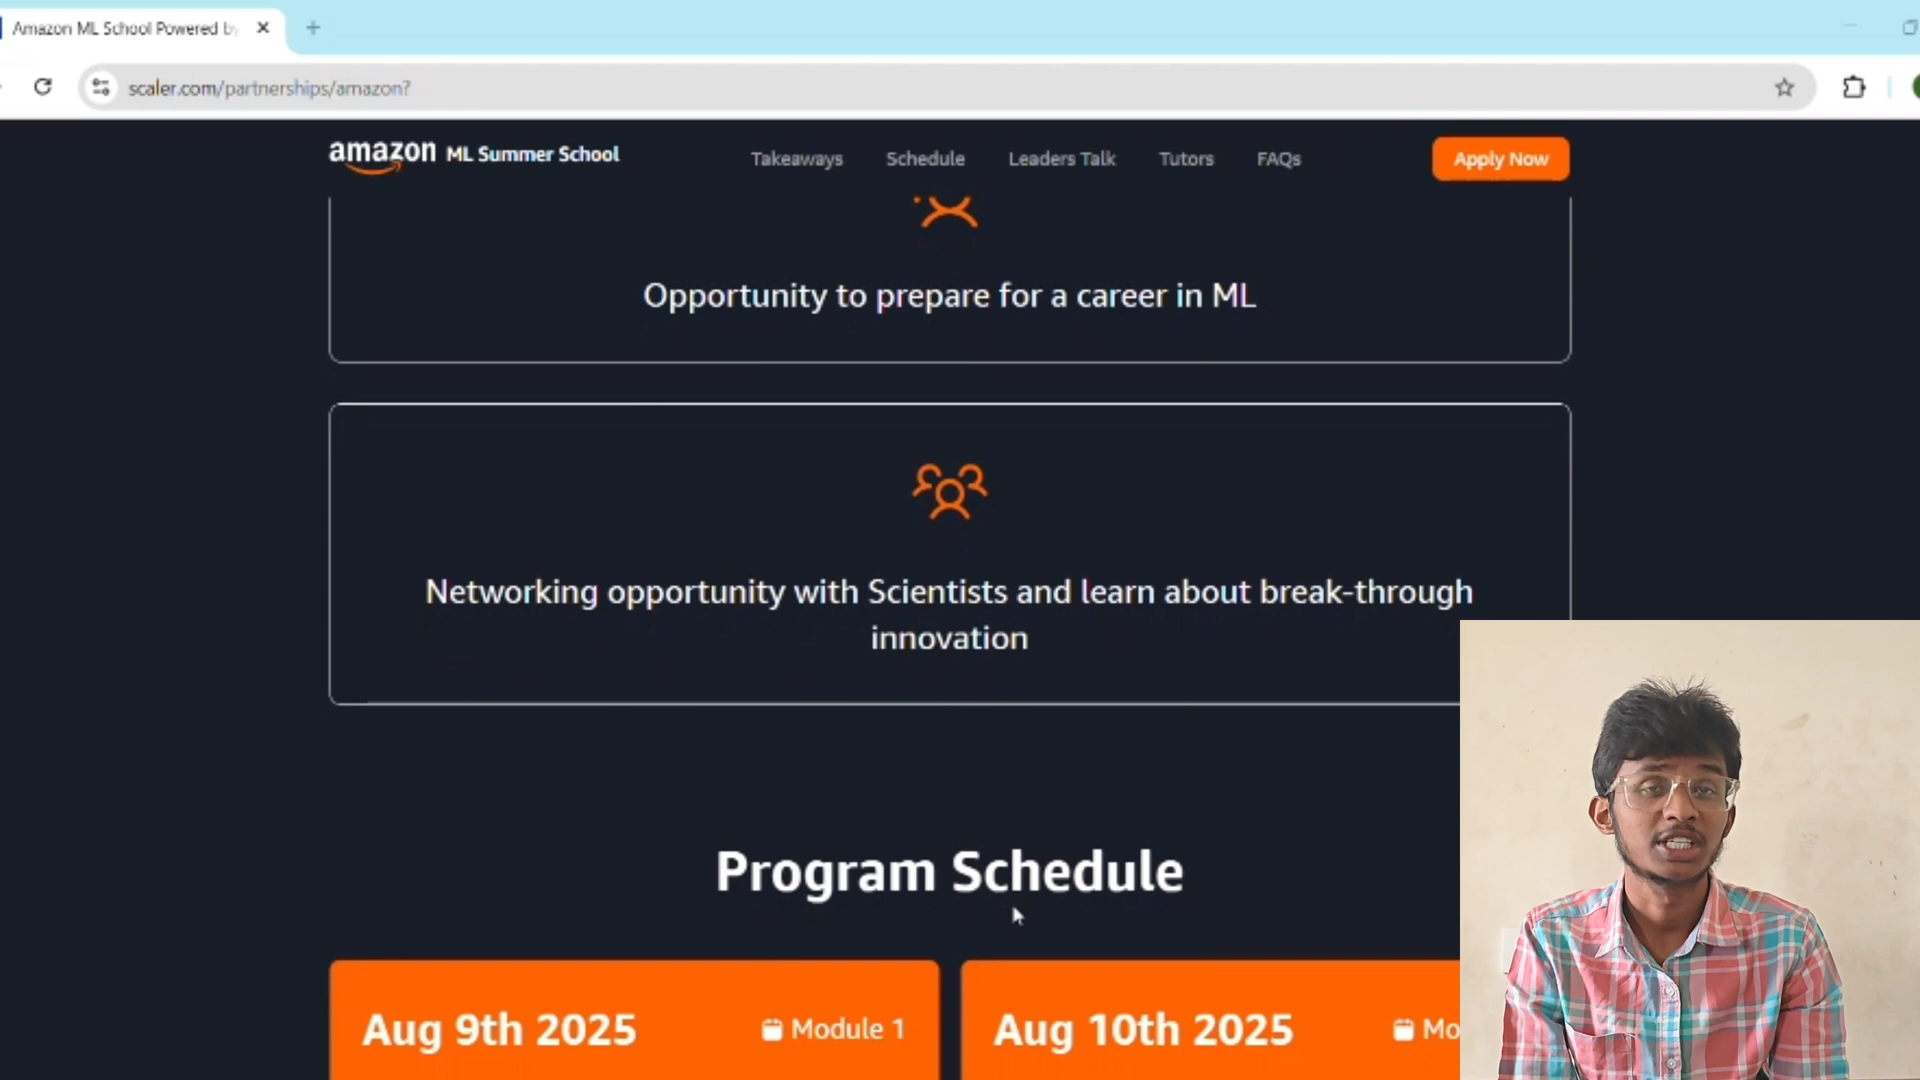 Amazon ML School Powered by
scaler.com/partnerships/amazon?
amazon ML Summer School
Takeaways
Schedule
Leaders Talk
Tutors
FAQs
Apply Now
Opportunity to prepare for a career in ML
Networking opportunity with Scientists and learn about break-through
innovation
Program Schedule
Aug 9th 2025
Module 1
Aug 10th 2025
Mo